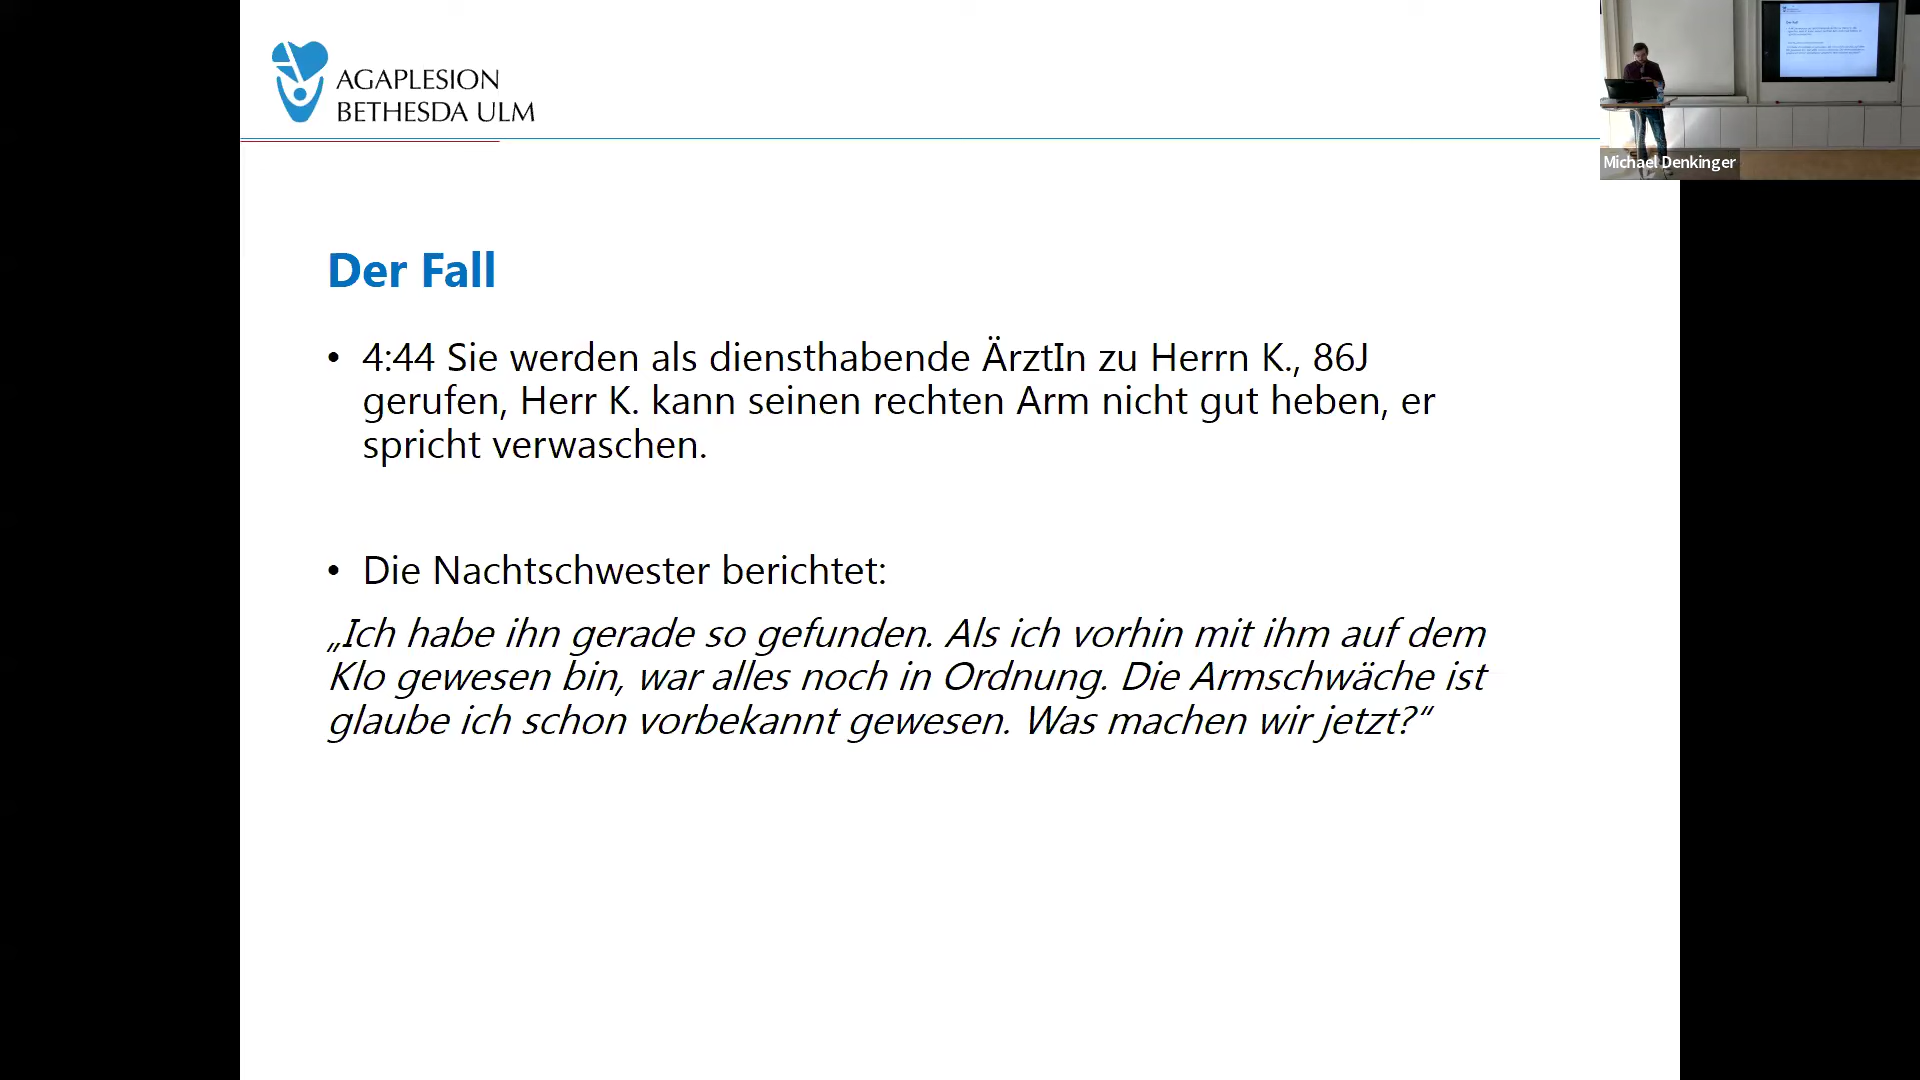 AGAPLESION
BETHESDA ULM
Michael Denkinger
Der Fall
• 4:44 Sie werden als diensthabende ÄrztIn zu Herrn K., 86J
gerufen, Herr K. kann seinen rechten Arm nicht gut heben, er
spricht verwaschen.
• Die Nachtschwester berichtet:
„Ich habe ihn gerade so gefunden. Als ich vorhin mit ihm auf dem
Klo gewesen bin, war alles noch in Ordnung. Die Armschwäche ist
glaube ich schon vorbekannt gewesen. Was machen wir jetzt?“